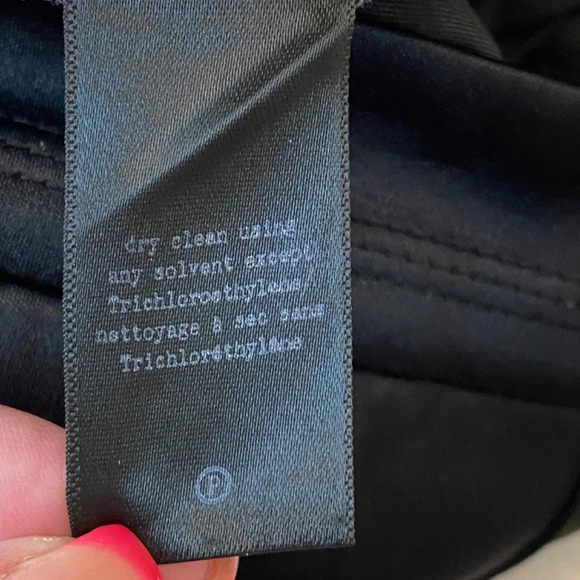 dry clean using
any solvent except
Trichloroethylene
nettoyage à sec sans
Trichloréthylène
P